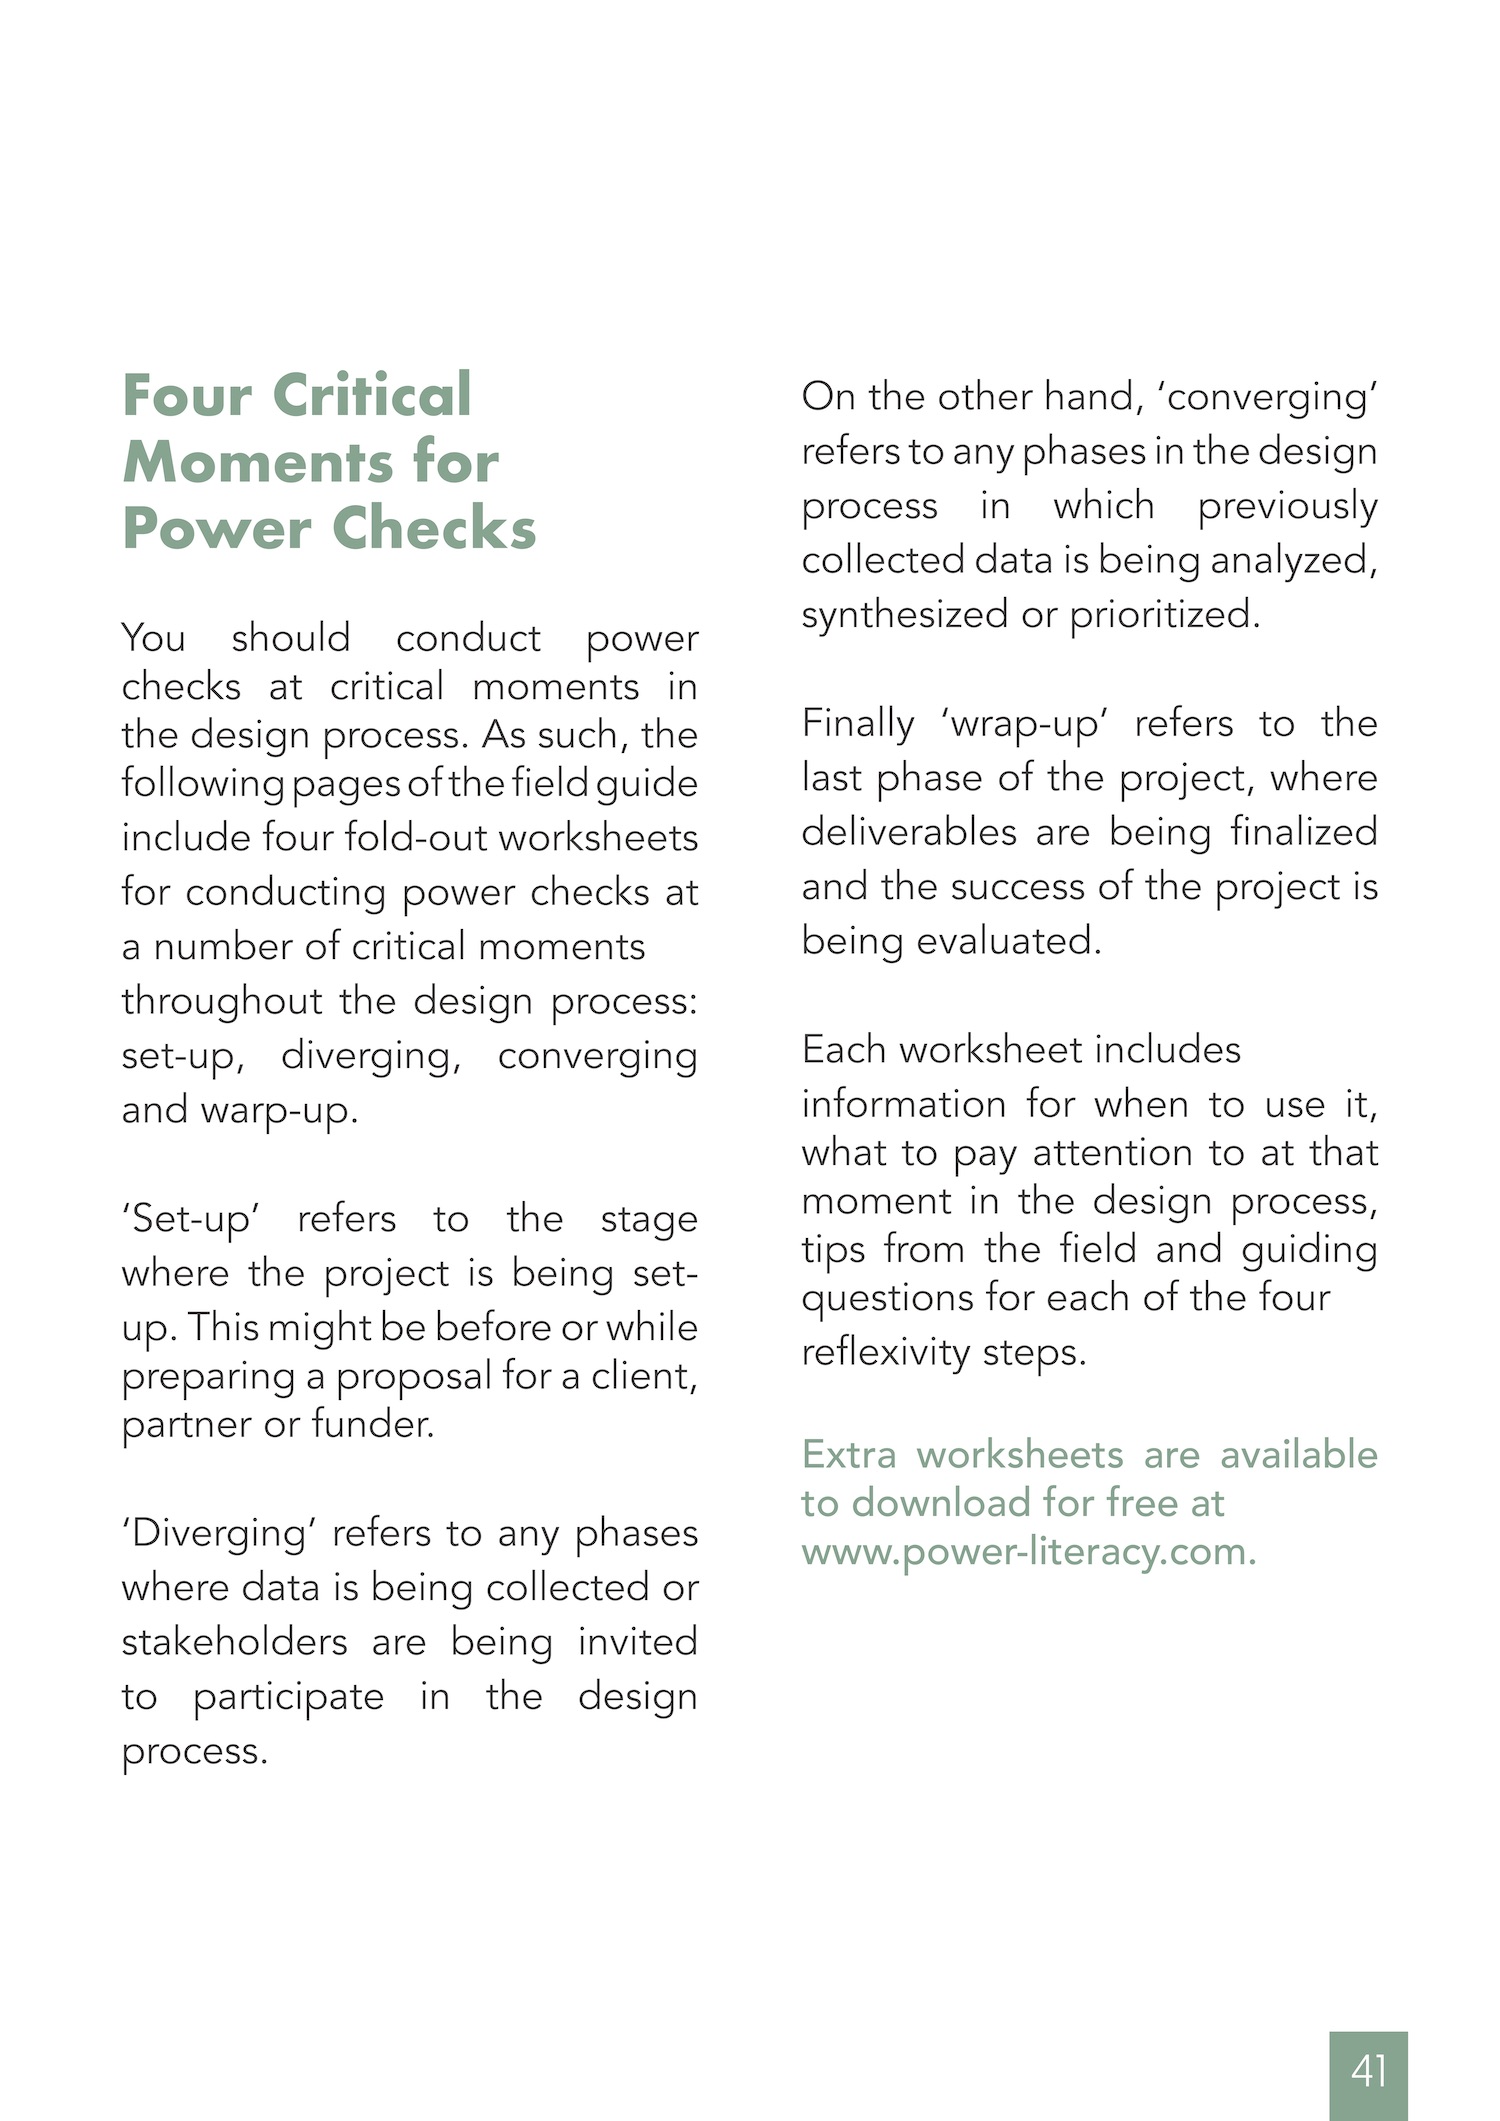 Four Critical
Moments for
Power Checks
You should conduct power
checks at critical moments in
the design process. As such, the
following pages of the field guide
include four fold-out worksheets
for conducting power checks at
a number of critical moments
throughout the design process:
set-up, diverging, converging
and warp-up.
‘Set-up’ refers to the stage
where the project is being set-
up. This might be before or while
preparing a proposal for a client,
partner or funder.
‘Diverging’ refers to any phases
where data is being collected or
stakeholders are being invited
to participate in the design
process.
On the other hand, ‘converging’
refers to any phases in the design
process in which previously
collected data is being analyzed,
synthesized or prioritized.
Finally ‘wrap-up’ refers to the
last phase of the project, where
deliverables are being finalized
and the success of the project is
being evaluated.
Each worksheet includes
information for when to use it,
what to pay attention to at that
moment in the design process,
tips from the field and guiding
questions for each of the four
reflexivity steps.
Extra worksheets are available
to download for free at
www.power-literacy.com.
41